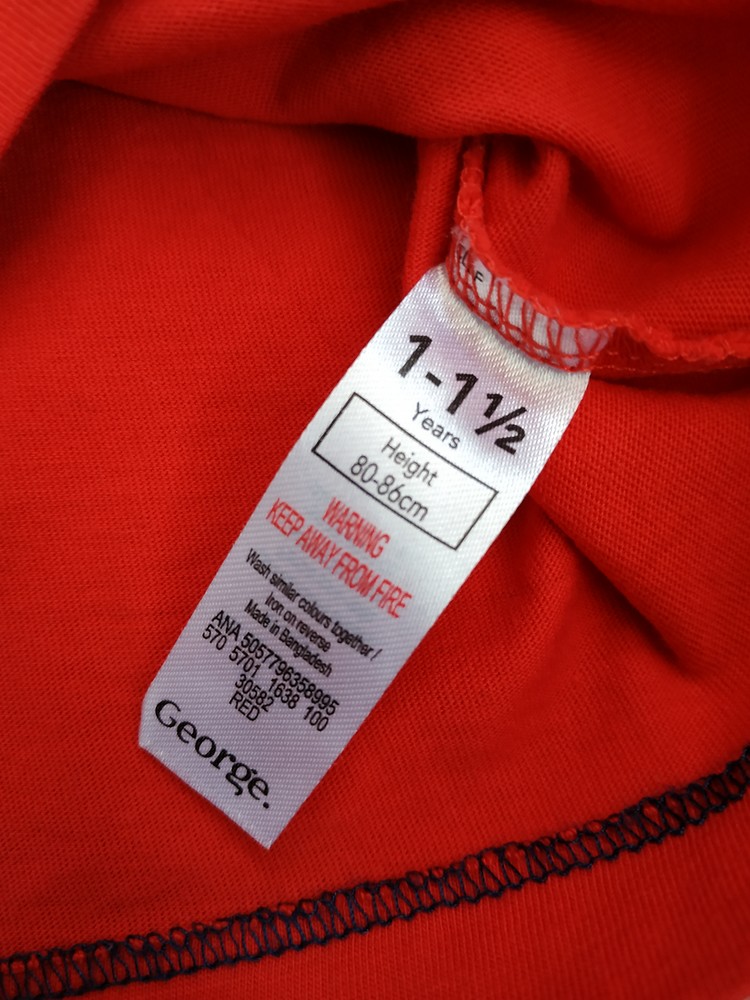 1-1½
Years
Height
80-86cm
WARNING
KEEP AWAY FROM FIRE
Wash similar colours together /
Iron on reverse
Made in Bangladesh
ANA 5057796358995
570 5701 1638 100
30582
RED
George.